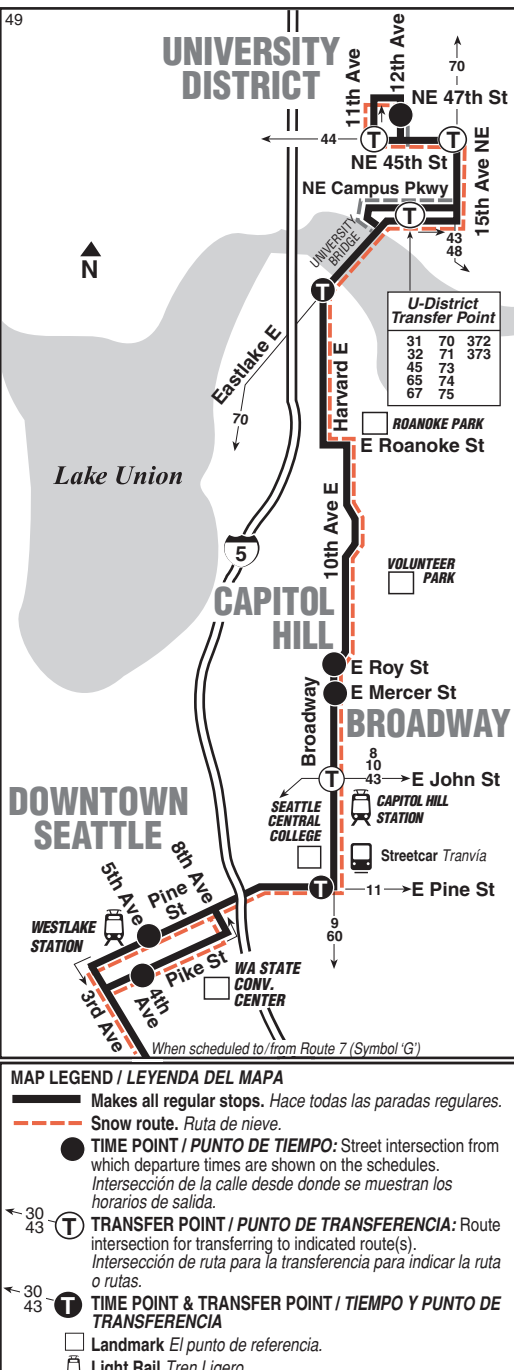 49
UNIVERSITY
DISTRICT
11th Ave
12th Ave
70
NE 47th St
44
T
T
NE 45th St
15th Ave NE
NE Campus Pkwy
T
UNIVERSITY
BRIDGE
43
48
N
T
U-District
Transfer Point
31 70 372
32 71 373
45 73
65 74
67 75
Eastlake E
70
Harvard E
ROANOKE PARK
E Roanoke St
Lake Union
5
10th Ave E
VOLUNTEER
PARK
CAPITOL
HILL
E Roy St
E Mercer St
Broadway
BROADWAY
8
10
43
T
E John St
SEATTLE
CENTRAL
COLLEGE
CAPITOL HILL
STATION
DOWNTOWN
SEATTLE
Streetcar Tranvía
8th Ave
5th Ave
Pine
St
T
11
E Pine St
9
60
WESTLAKE
STATION
Pike St
4th
Ave
WA STATE
CONV.
CENTER
3rd Ave
When scheduled to/from Route 7 (Symbol ‘G’)
MAP LEGEND / LEYENDA DEL MAPA
Makes all regular stops. Hace todas las paradas regulares.
Snow route. Ruta de nieve.
TIME POINT / PUNTO DE TIEMPO: Street intersection from
which departure times are shown on the schedules.
Intersección de la calle desde donde se muestran los
horarios de salida.
30
43
T
TRANSFER POINT / PUNTO DE TRANSFERENCIA: Route
intersection for transferring to indicated route(s).
Intersección de ruta para la transferencia para indicar la ruta
o rutas.
30
43
T
TIME POINT & TRANSFER POINT / TIEMPO Y PUNTO DE
TRANSFERENCIA
Landmark El punto de referencia.
Light Rail Tren Ligero